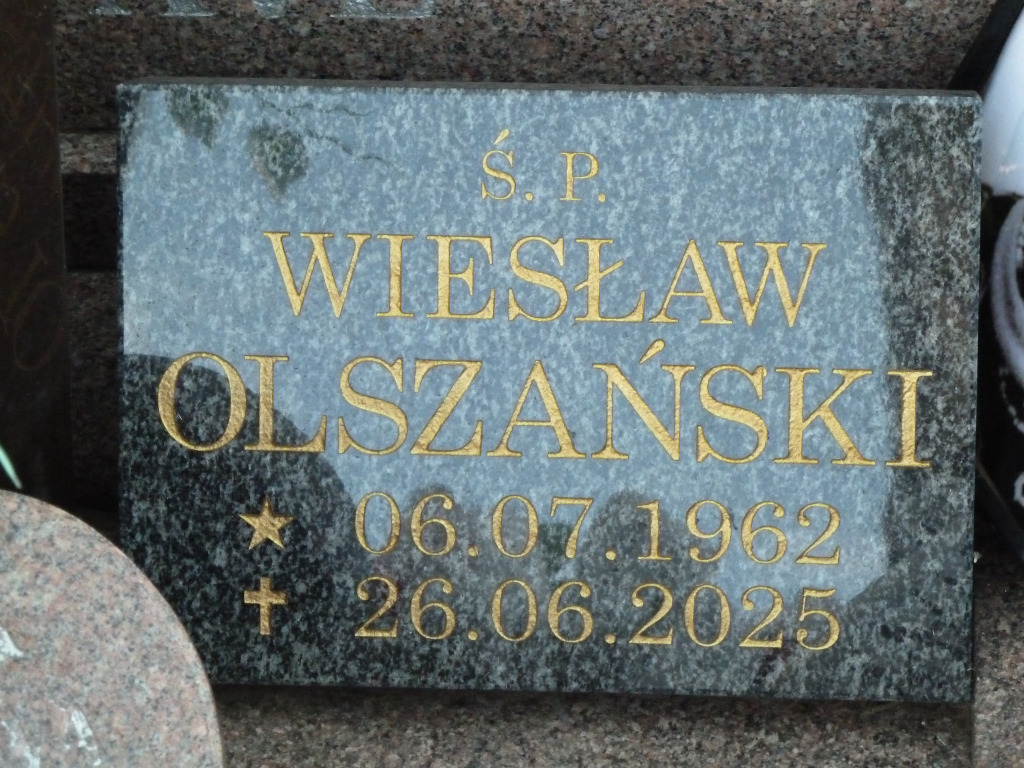 Ś. P.
WIESŁAW
OLSZAŃSKI
★ 06.07.1962
✝ 26.06.2025